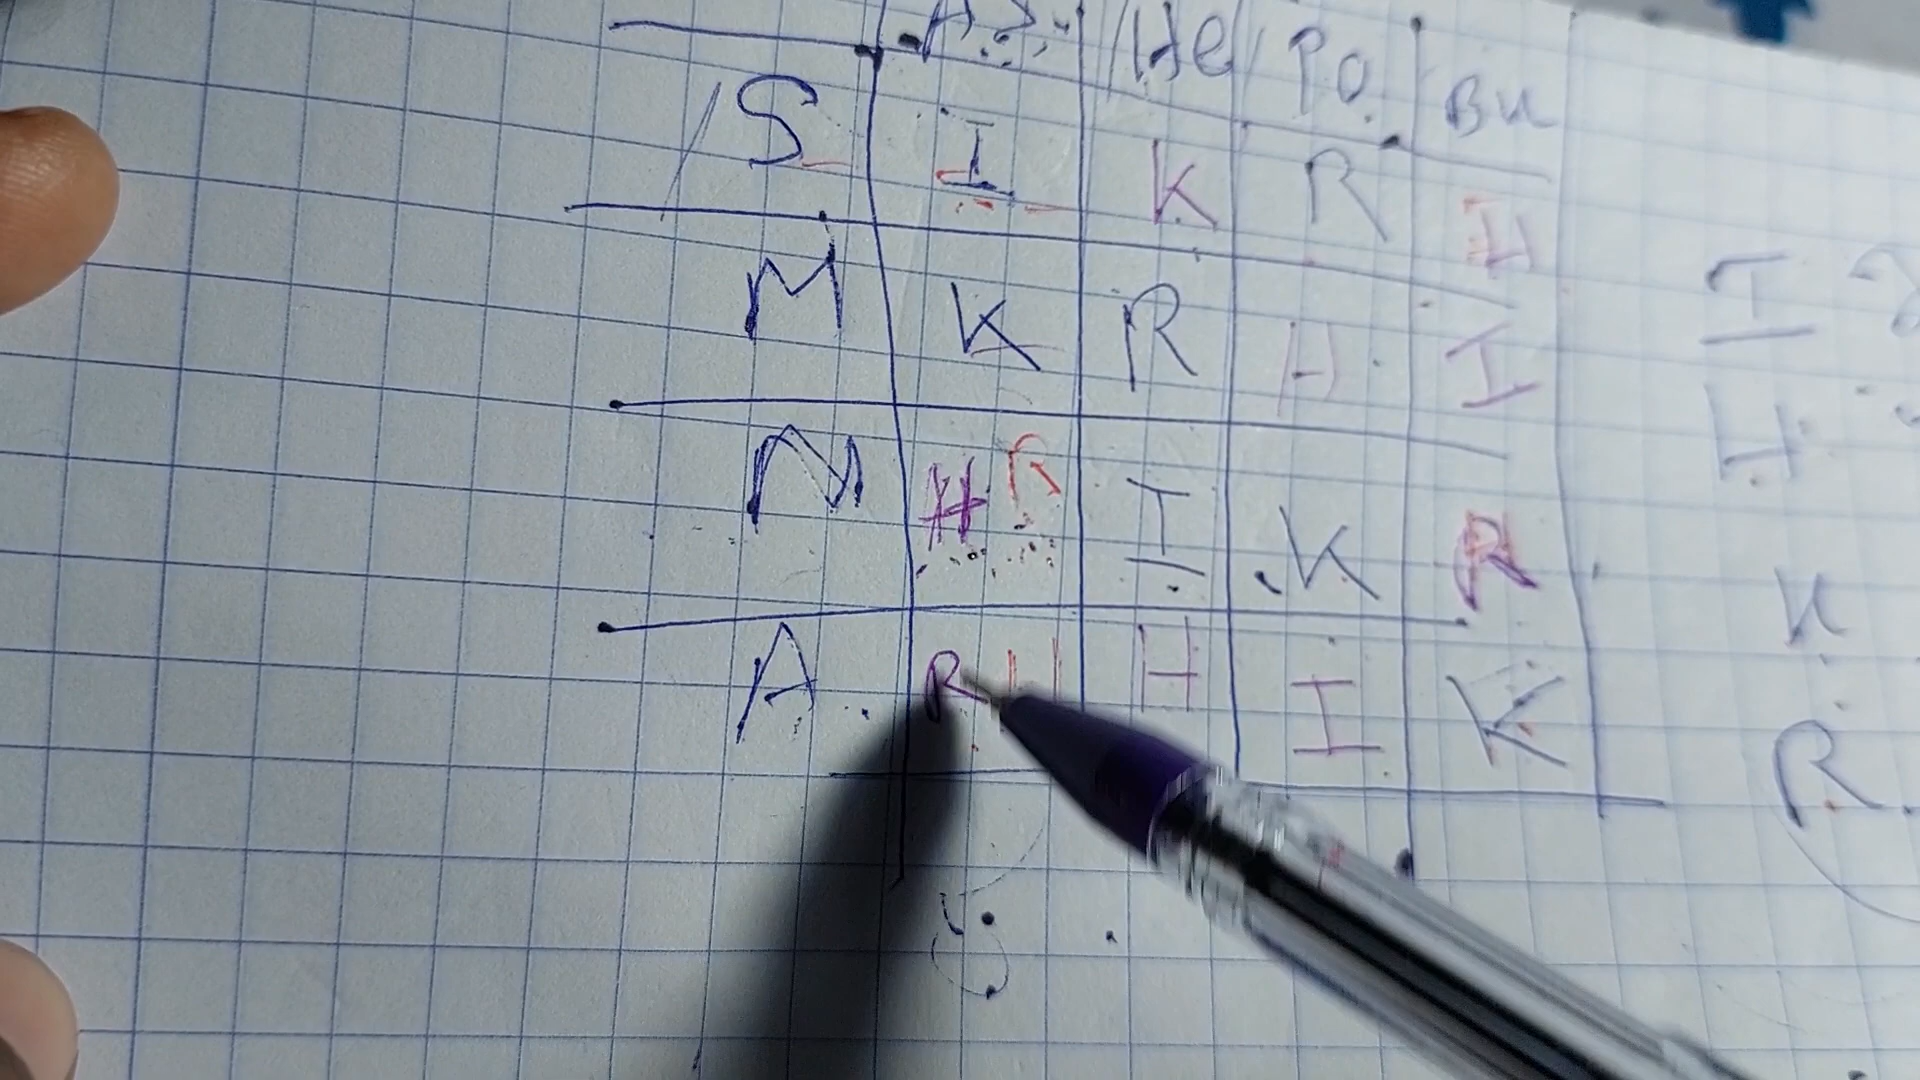 He Po Bu
S I K R H
M K R H I
N H R I K R
A R H H I K
I
H
K
R